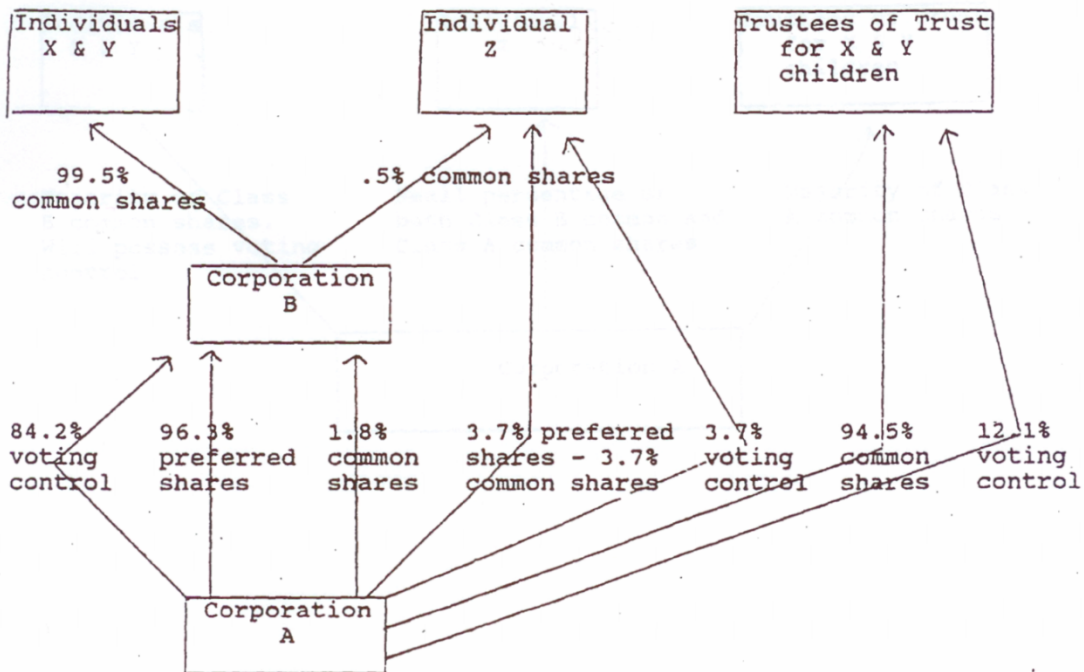 Individuals
X & Y
Individual
Z
Trustees of Trust
for X & Y
children
99.5%
common shares
.5% common shares
Corporation
B
84.2%
voting
control
96.3%
preferred
shares
1.8%
common
shares
3.7% preferred
shares - 3.7%
common shares
3.7%
voting
control
94.5%
common
shares
12.1%
voting
control
Corporation
A